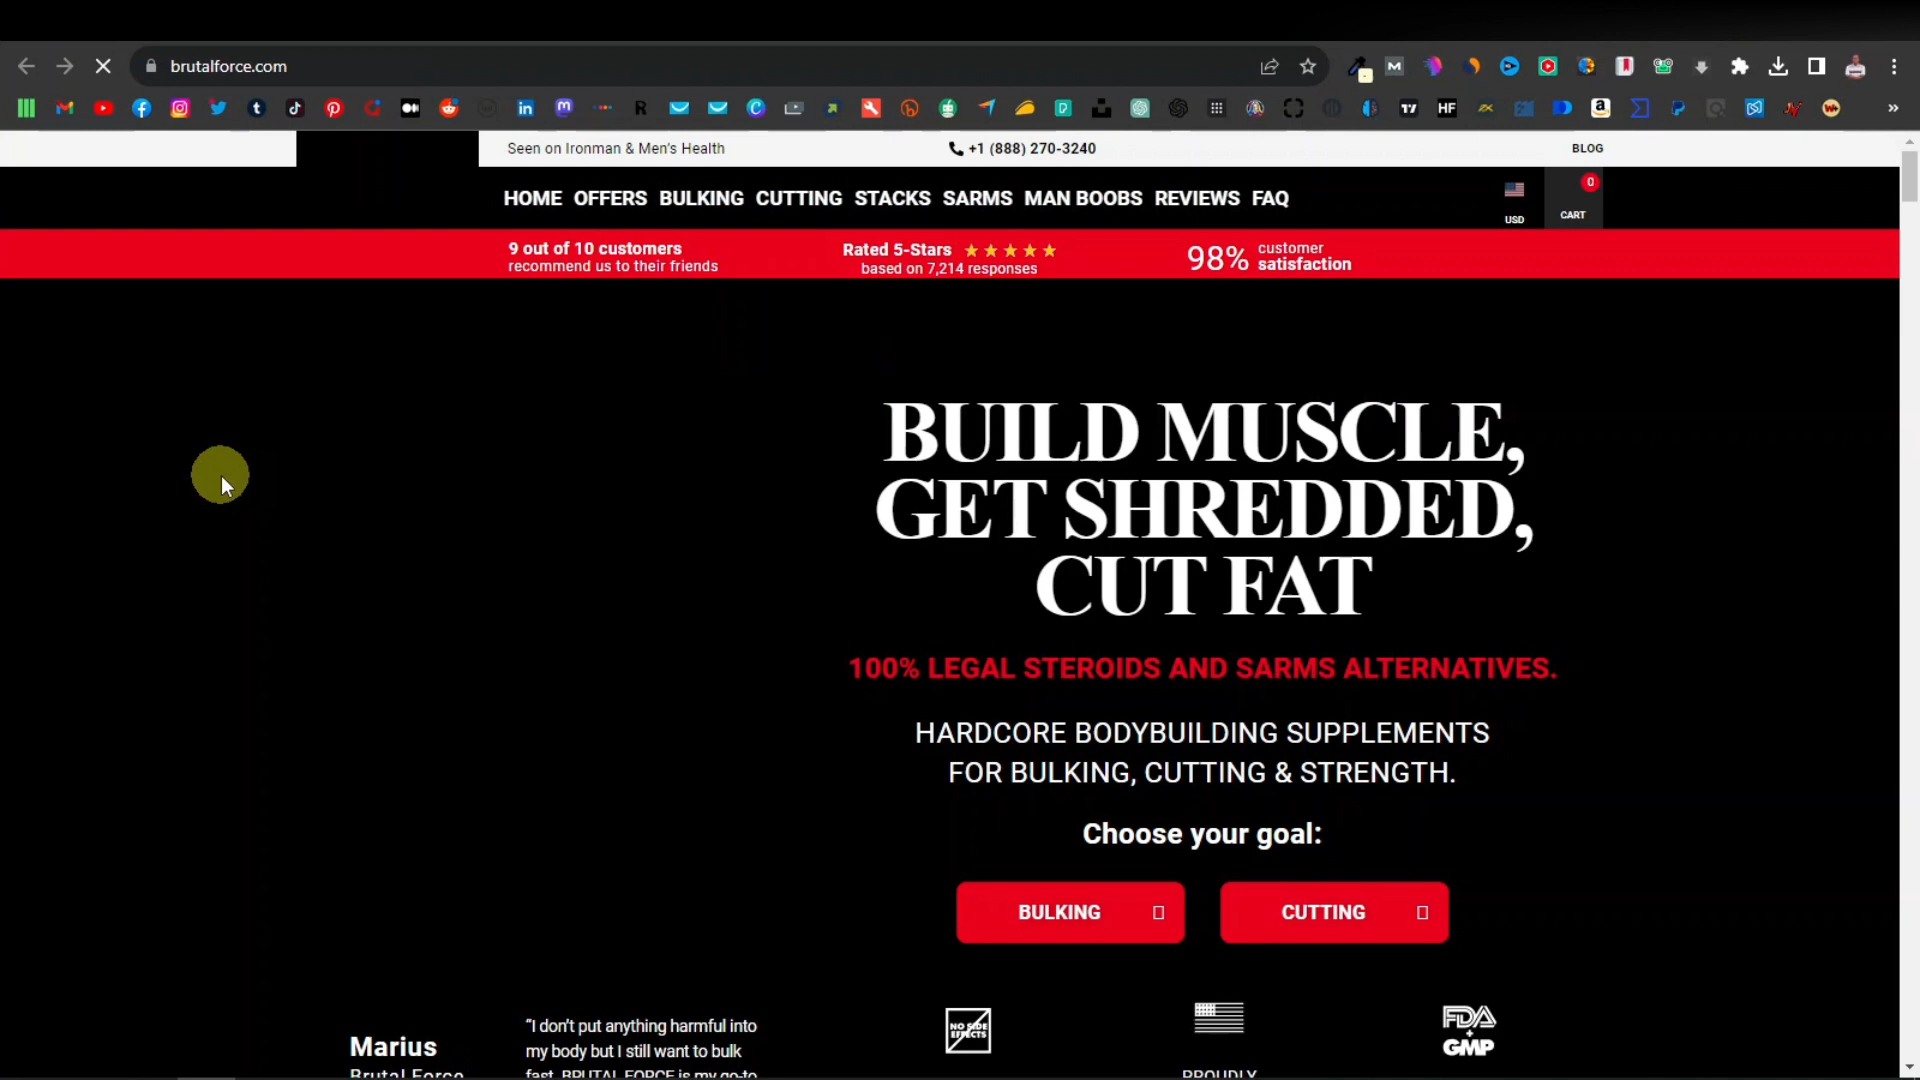 brutalforce.com
Seen on Ironman & Men's Health
+1 (888) 270-3240
BLOG
HOME OFFERS BULKING CUTTING STACKS SARMS MAN BOOBS REVIEWS FAQ
USD
0
CART
9 out of 10 customers
recommend us to their friends
Rated 5-Stars
based on 7,214 responses
98% customer
satisfaction
BUILD MUSCLE,
GET SHREDDED,
CUT FAT
100% LEGAL STEROIDS AND SARMS ALTERNATIVES.
HARDCORE BODYBUILDING SUPPLEMENTS
FOR BULKING, CUTTING & STRENGTH.
Choose your goal:
BULKING
CUTTING
Marius
Brutal Force
“I don't put anything harmful into
my body but I still want to bulk
fast. BRUTAL FORCE is my go-to
NO SIDE
EFFECTS
PROUDLY
FDA
+
GMP